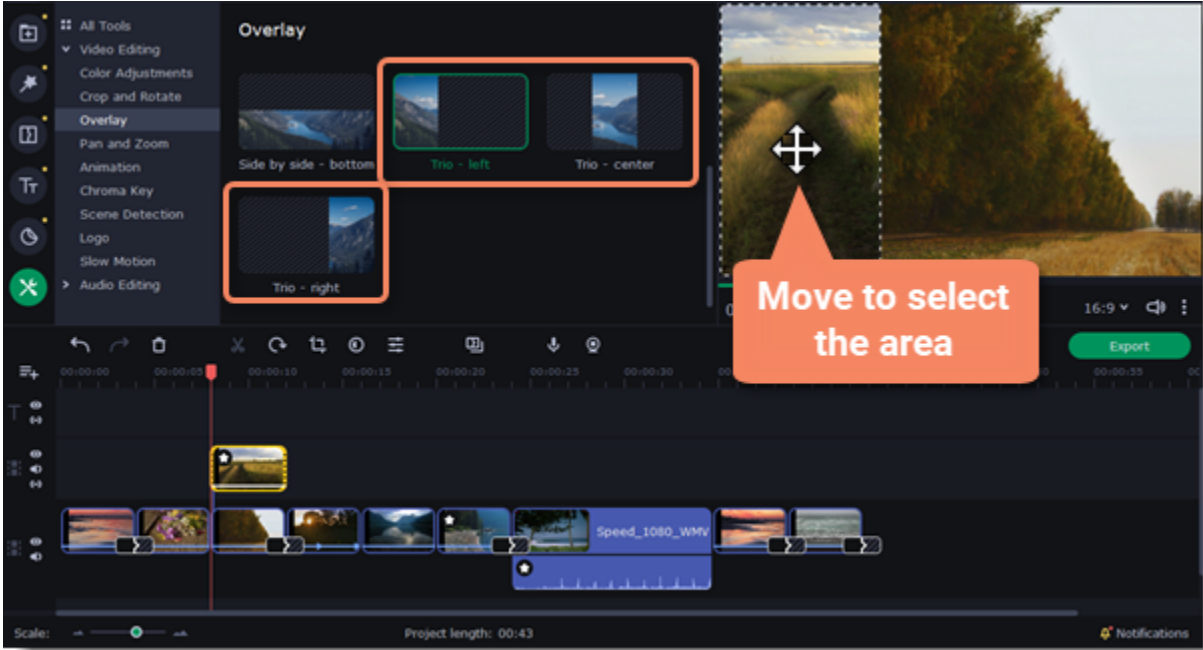 All Tools
Video Editing
Color Adjustments
Crop and Rotate
Overlay
Pan and Zoom
Animation
Chroma Key
Scene Detection
Logo
Slow Motion
Audio Editing
Overlay
Side by side - bottom
Trio - left
Trio - center
Trio - right
Move to select
the area
16:9
Export
00:00:00
00:00:05
00:00:10
00:00:15
00:00:20
00:00:25
00:00:30
00:00:55
Speed_1080_WMV
Scale:
Project length: 00:43
Notifications